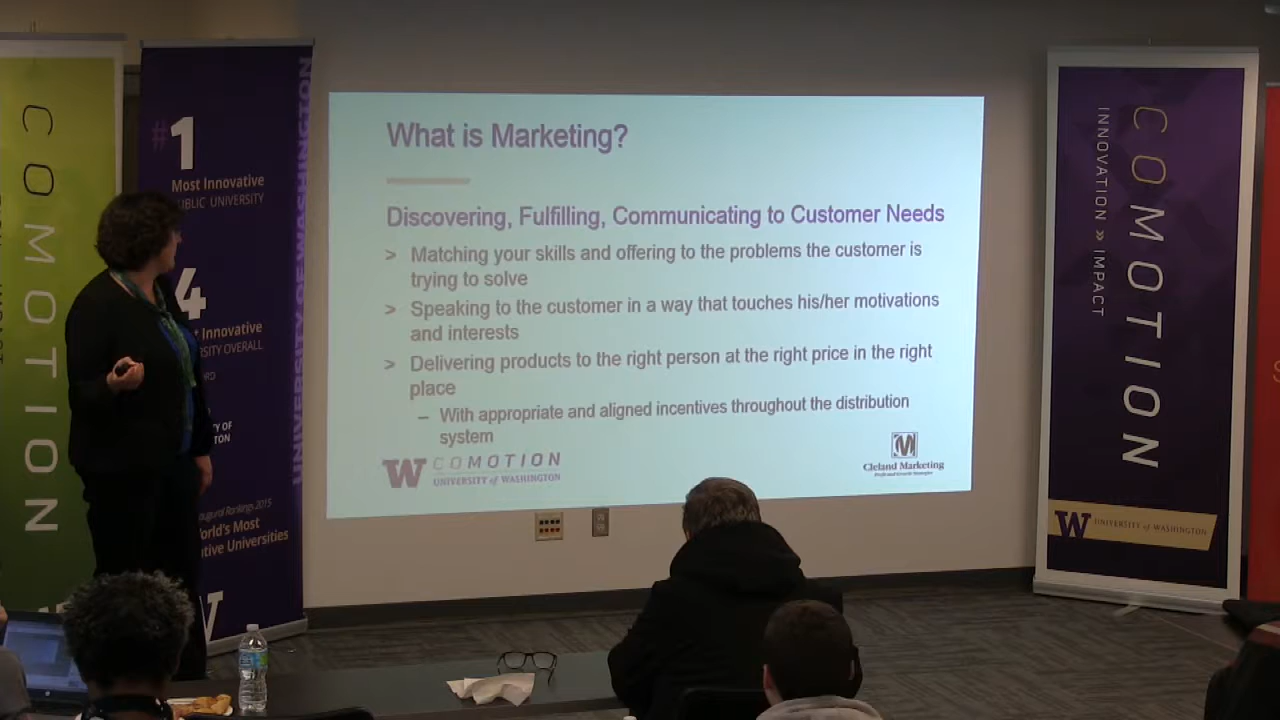 COMOTION
UNIVERSITY OF WASHINGTON
#1
Most Innovative
PUBLIC UNIVERSITY
4
Innovative
OVERALL
2015
World's Most
Universities
W
What is Marketing?
Discovering, Fulfilling, Communicating to Customer Needs
> Matching your skills and offering to the problems the customer is
trying to solve
> Speaking to the customer in a way that touches his/her motivations
and interests
> Delivering products to the right person at the right price in the right
place
– With appropriate and aligned incentives throughout the distribution
system
W COMOTION
UNIVERSITY of WASHINGTON
M
Cleland Marketing
COMOTION
INNOVATION » IMPACT
W UNIVERSITY of WASHINGTON